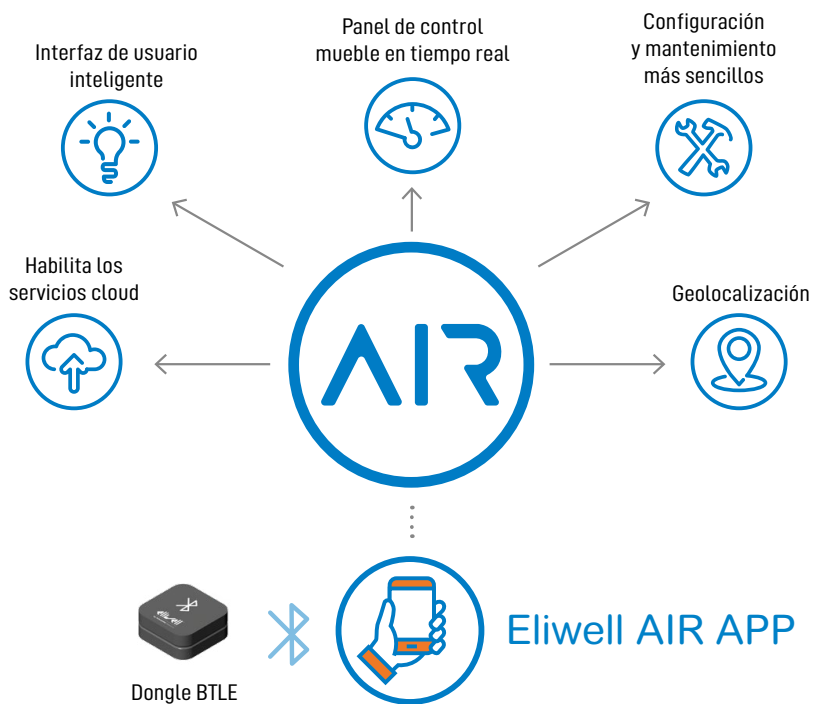 Panel de control
mueble en tiempo real
Configuración
y mantenimiento
más sencillos
Interfaz de usuario
inteligente
Habilita los
servicios cloud
Geolocalización
AIR
eliwell
Eliwell AIR APP
Dongle BTLE